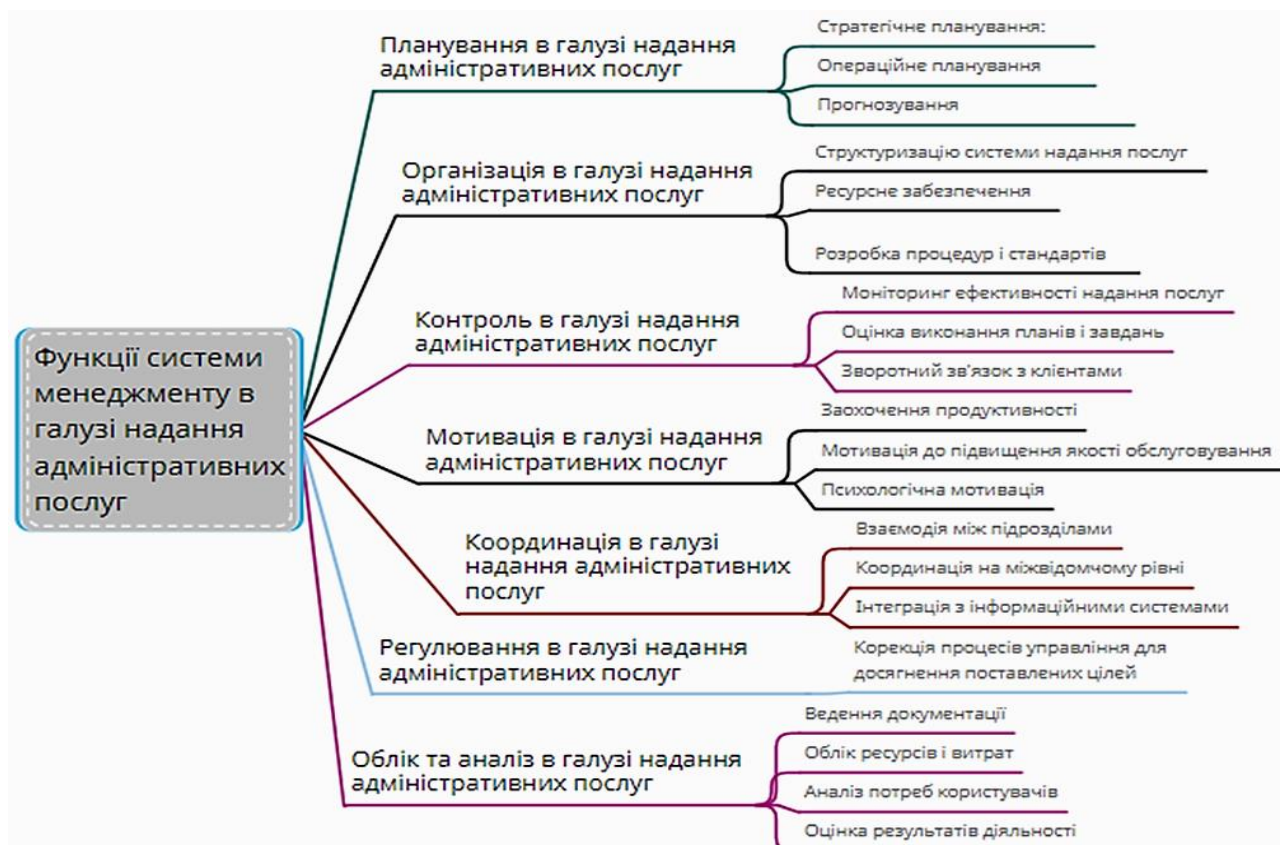 Функції системи
менеджменту в
галузі надання
адміністративних
послуг
Планування в галузі надання
адміністративних послуг
Стратегічне планування:
Операційне планування
Прогнозування
Організація в галузі надання
адміністративних послуг
Структуризацію системи надання послуг
Ресурсне забезпечення
Розробка процедур і стандартів
Контроль в галузі надання
адміністративних послуг
Моніторинг ефективності надання послуг
Оцінка виконання планів і завдань
Зворотний зв'язок з клієнтами
Мотивація в галузі надання
адміністративних послуг
Заохочення продуктивності
Мотивація до підвищення якості обслуговування
Психологічна мотивація
Координація в галузі
надання адміністративних
послуг
Взаємодія між підрозділами
Координація на міжвідомчому рівні
Інтеграція з інформаційними системами
Регулювання в галузі надання
адміністративних послуг
Корекція процесів управління для
досягнення поставлених цілей
Облік та аналіз в галузі надання
адміністративних послуг
Ведення документації
Облік ресурсів і витрат
Аналіз потреб користувачів
Оцінка результатів діяльності